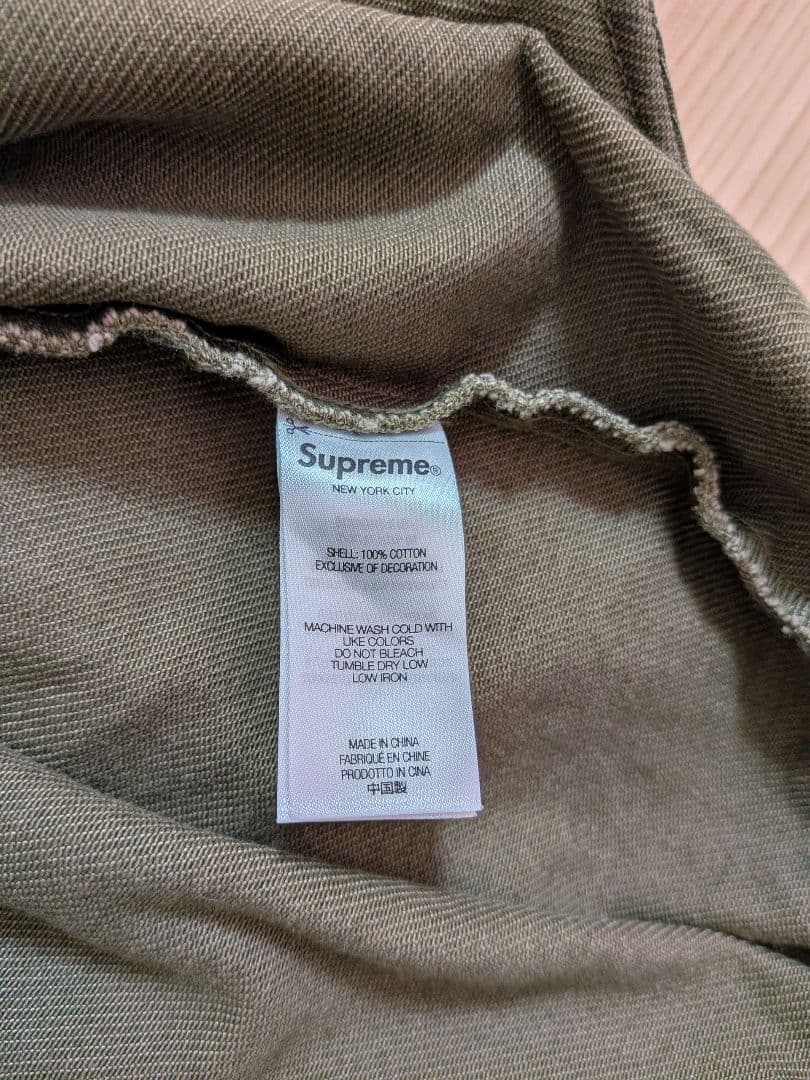 Supreme®
NEW YORK CITY
SHELL: 100% COTTON
EXCLUSIVE OF DECORATION
MACHINE WASH COLD WITH
LIKE COLORS
DO NOT BLEACH
TUMBLE DRY LOW
LOW IRON
MADE IN CHINA
FABRIQUÉ EN CHINE
PRODOTTO IN CINA
中国製